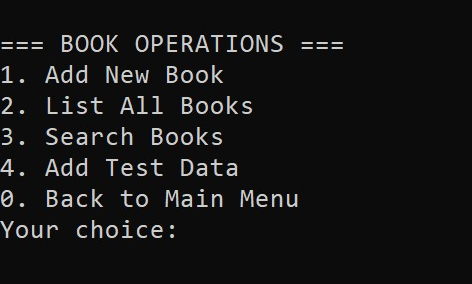 === BOOK OPERATIONS ===
1. Add New Book
2. List All Books
3. Search Books
4. Add Test Data
0. Back to Main Menu
Your choice: